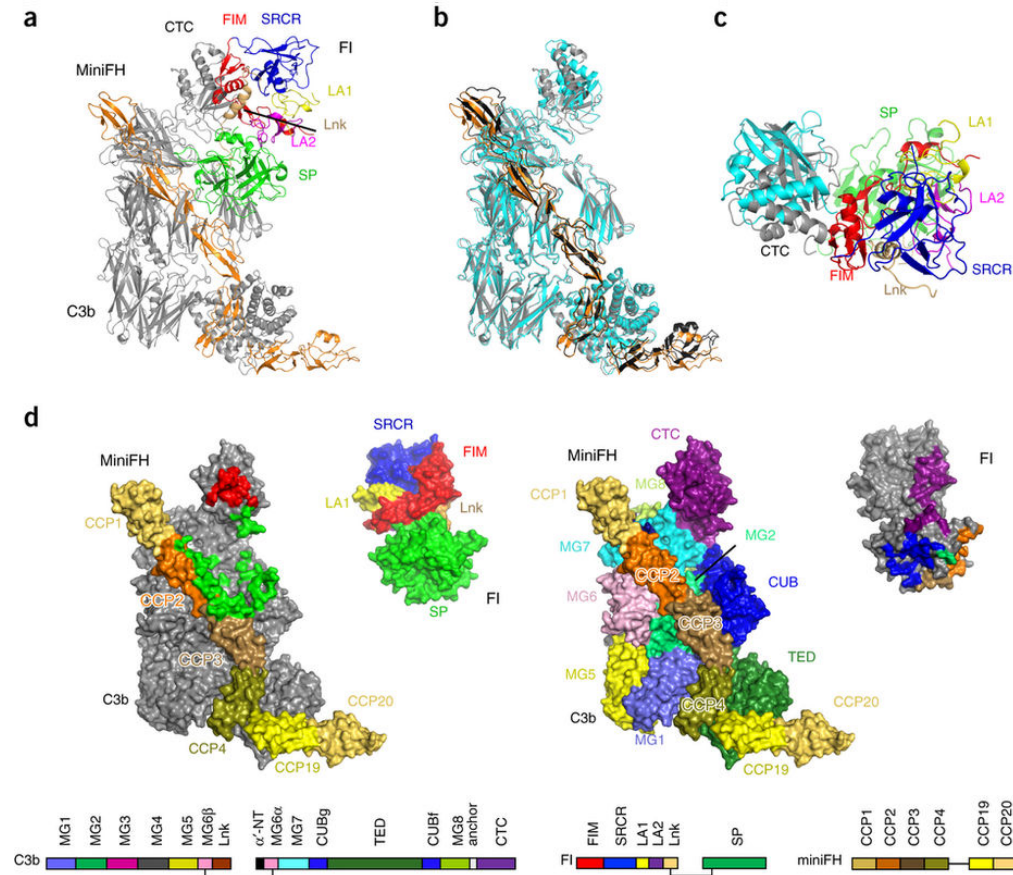 a
b
c
CTC
FIM
SRCR
FI
MiniFH
LA1
Lnk
LA2
SP
C3b
SP
LA1
LA2
CTC
FIM
SRCR
Lnk
d
MiniFH
CCP1
CCP2
CCP3
C3b
CCP4
CCP19
CCP20
SRCR
FIM
LA1
Lnk
SP
FI
MiniFH
CTC
CCP1
MG8
MG7
MG2
CCP2
MG6
CUB
CCP3
MG5
TED
CCP4
C3b
MG1
CCP20
CCP19
FI
C3b MG1 MG2 MG3 MG4 MG5 MG6β Lnk
α′-NT MG6α MG7 CUBg TED CUBf MG8 anchor CTC
FI FIM SRCR LA1 LA2 Lnk SP
miniFH CCP1 CCP2 CCP3 CCP4 CCP19 CCP20